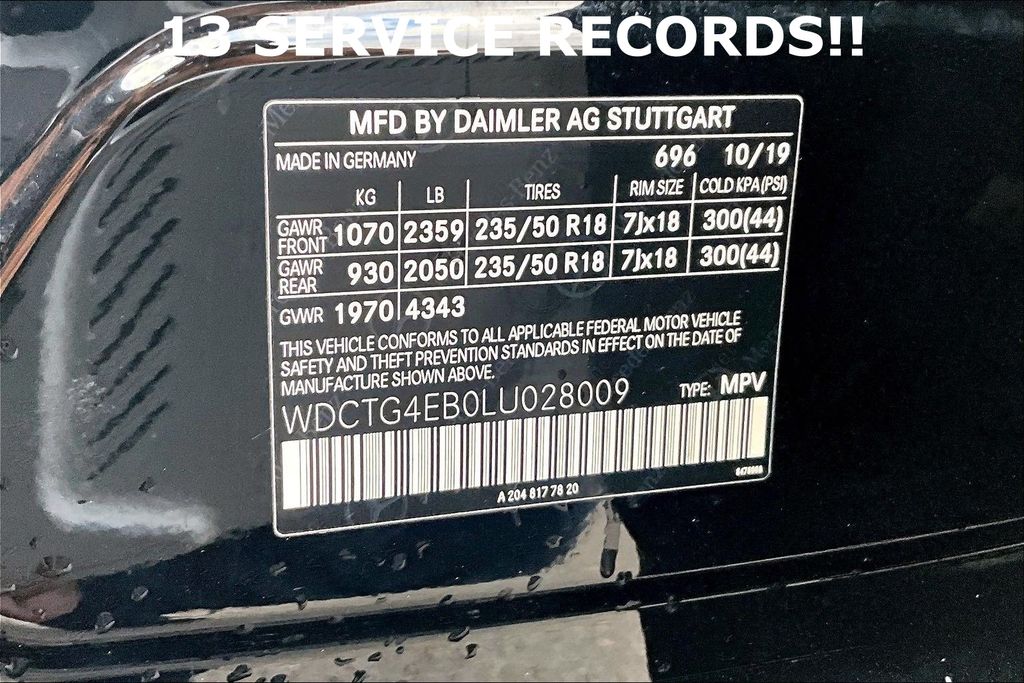 13 SERVICE RECORDS!!
MFD BY DAIMLER AG STUTTGART
MADE IN GERMANY 696 10/19
KG LB TIRES RIM SIZE COLD KPA(PSI)
GAWR FRONT 1070 2359 235/50 R18 7Jx18 300(44)
GAWR REAR 930 2050 235/50 R18 7Jx18 300(44)
GVWR 1970 4343
THIS VEHICLE CONFORMS TO ALL APPLICABLE FEDERAL MOTOR VEHICLE
SAFETY AND THEFT PREVENTION STANDARDS IN EFFECT ON THE DATE OF
MANUFACTURE SHOWN ABOVE.
WDCTG4EB0LU028009 TYPE: MPV
A 204 817 78 20